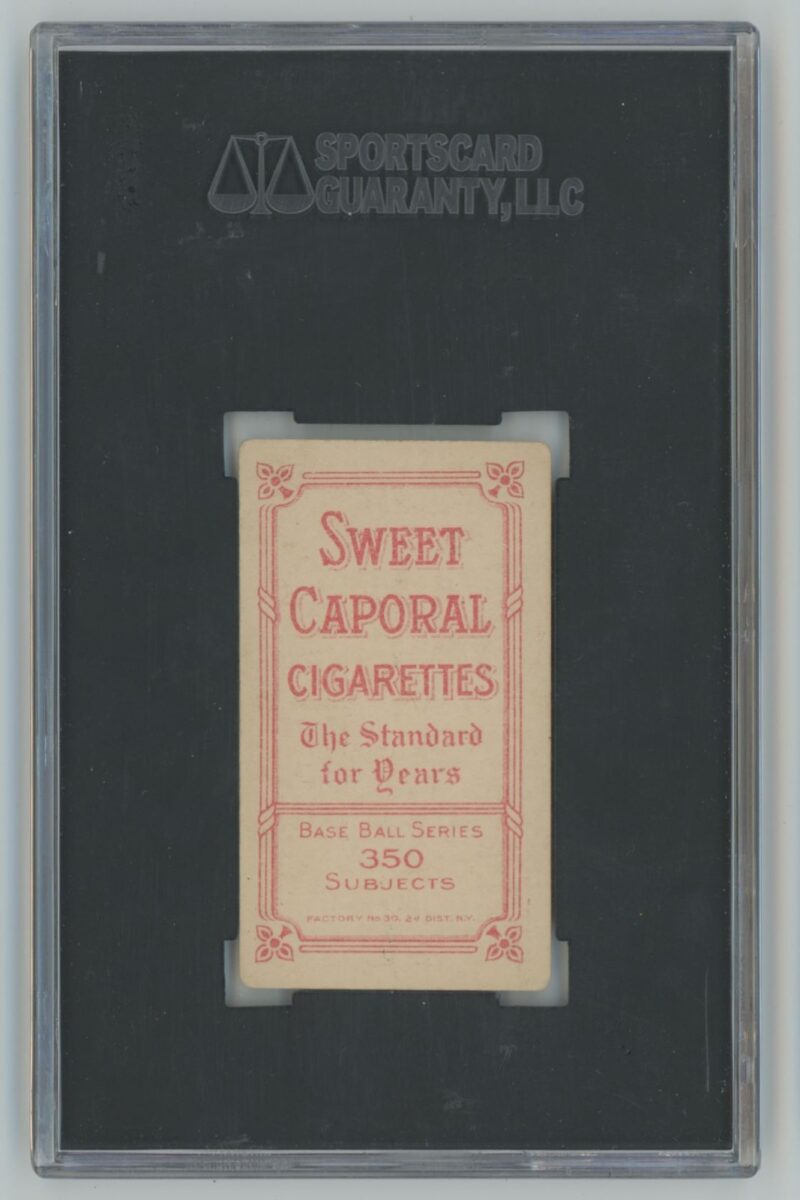 SPORTSCARD
GUARANTY, LLC
SWEET
CAPORAL
CIGARETTES
The Standard
for Years
BASE BALL SERIES
350
SUBJECTS
FACTORY No 30, 2d DIST. N.Y.